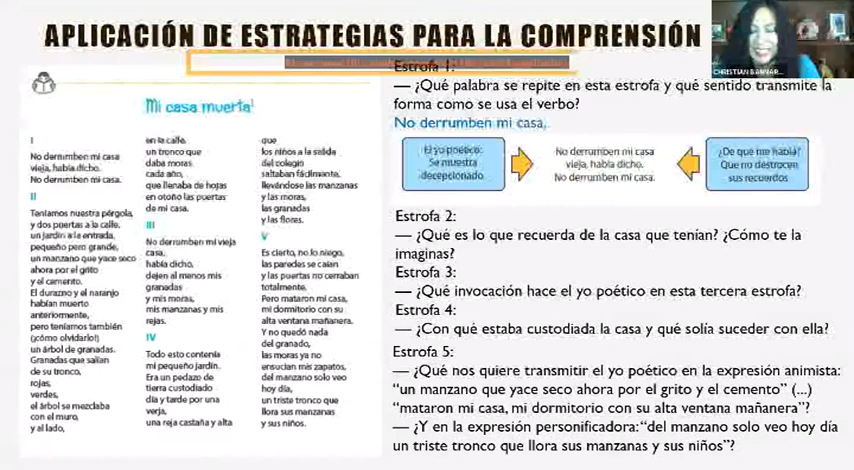 APLICACIÓN DE ESTRATEGIAS PARA LA COMPRENSIÓN
Mi casa muerta¹
I
No derrumben mi casa
vieja, había dicho.
No derrumben mi casa.
II
Teníamos nuestra pérgola
y dos puertas a la calle,
un jardín a la entrada,
pequeño pero grande,
un manzano que yace seco
ahora por el grito
y el cemento.
El durazno y el naranjo
habían muerto
anteriormente,
pero teníamos también
(¡cómo olvidarlo!)
un árbol de granadas.
Granadas que salían
de su tronco,
rojas,
verdes,
el árbol se mezclaba
con el muro,
y al lado,
en la calle,
un tronco que
daba moras
cada año,
que llenaba de hojas
en otoño las puertas
de mi casa.
III
No derrumben mi vieja
casa,
había dicho,
dejen al menos mis
granadas
y mis moras,
mis manzanas y mis
rejas.
IV
Todo esto contenía
mi pequeño jardín.
Era un pedazo de
tierra custodiado
día y tarde por una
verja,
una reja castaña y alta
que
los niños a la salida
del colegio
saltaban fácilmente,
llevándose las manzanas
y las moras,
las granadas
y las flores.
V
Es cierto, no lo niego,
las paredes se caían
y las puertas no cerraban
totalmente.
Pero mataron mi casa,
mi dormitorio con su
alta ventana mañanera.
Y no quedó nada
del granado,
las moras ya no
ensucian mis zapatos,
del manzano solo veo
hoy día,
un triste tronco que
llora sus manzanas
y sus niños.
Estrofa 1:
— ¿Qué palabra se repite en esta estrofa y qué sentido transmite la
forma como se usa el verbo?
No derrumben mi casa,
El yo poético:
Se muestra
decepcionado.
No derrumben mi casa
vieja, había dicho.
No derrumben mi casa.
¿De qué me habla?
Que no destrocen
sus recuerdos
Estrofa 2:
— ¿Qué es lo que recuerda de la casa que tenían? ¿Cómo te la
imaginas?
Estrofa 3:
— ¿Qué invocación hace el yo poético en esta tercera estrofa?
Estrofa 4:
— ¿Con qué estaba custodiada la casa y qué solía suceder con ella?
Estrofa 5:
— ¿Qué nos quiere transmitir el yo poético en la expresión animista:
“un manzano que yace seco ahora por el grito y el cemento” (...)
“mataron mi casa, mi dormitorio con su alta ventana mañanera”?
— ¿Y en la expresión personificadora: “del manzano solo veo hoy día
un triste tronco que llora sus manzanas y sus niños”?